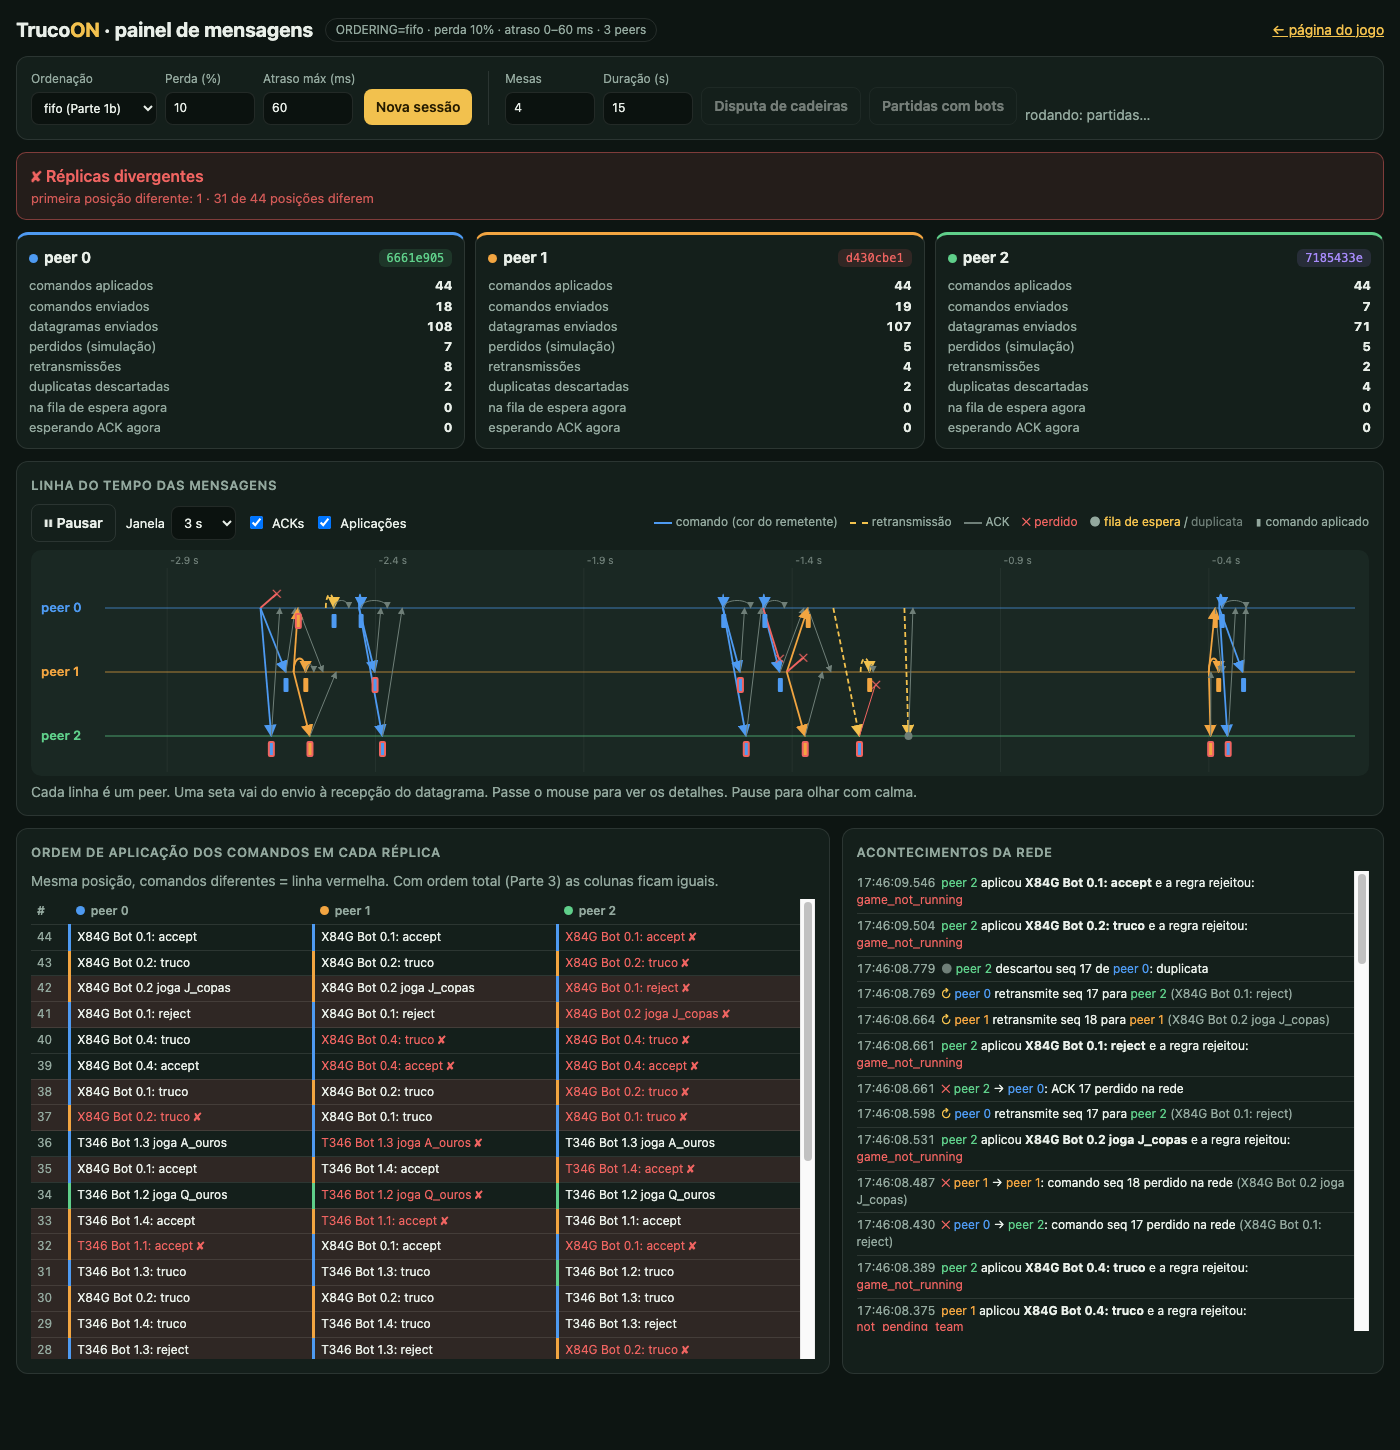 TrucoON · painel de mensagens
ORDERING=fifo · perda 10% · atraso 0–60 ms · 3 peers
← página do jogo
Ordenação
Perda (%)
Atraso máx (ms)
Mesas
Duração (s)
fifo (Parte 1b)
10
60
Nova sessão
4
15
Disputa de cadeiras
Partidas com bots
rodando: partidas…
✘ Réplicas divergentes
primeira posição diferente: 1 · 31 de 44 posições diferem
peer 0
6661e905
comandos aplicados 44
comandos enviados 18
datagramas enviados 108
perdidos (simulação) 7
retransmissões 8
duplicatas descartadas 2
na fila de espera agora 0
esperando ACK agora 0
peer 1
d430cbe1
comandos aplicados 44
comandos enviados 19
datagramas enviados 107
perdidos (simulação) 5
retransmissões 4
duplicatas descartadas 2
na fila de espera agora 0
esperando ACK agora 0
peer 2
7185433e
comandos aplicados 44
comandos enviados 7
datagramas enviados 71
perdidos (simulação) 5
retransmissões 2
duplicatas descartadas 4
na fila de espera agora 0
esperando ACK agora 0
LINHA DO TEMPO DAS MENSAGENS
Pausar
Janela
3 s
ACKs
Aplicações
comando (cor do remetente)
retransmissão
ACK
✕ perdido
fila de espera / duplicata
comando aplicado
-2.9 s
-2.4 s
-1.9 s
-1.4 s
-0.9 s
-0.4 s
peer 0
peer 1
peer 2
Cada linha é um peer. Uma seta vai do envio à recepção do datagrama. Passe o mouse para ver os detalhes. Pause para olhar com calma.
ORDEM DE APLICAÇÃO DOS COMANDOS EM CADA RÉPLICA
Mesma posição, comandos diferentes = linha vermelha. Com ordem total (Parte 3) as colunas ficam iguais.
# peer 0 peer 1 peer 2
44 X84G Bot 0.1: accept X84G Bot 0.1: accept X84G Bot 0.1: accept ✘
43 X84G Bot 0.2: truco X84G Bot 0.2: truco X84G Bot 0.2: truco ✘
42 X84G Bot 0.2 joga J_copas X84G Bot 0.2 joga J_copas X84G Bot 0.1: reject ✘
41 X84G Bot 0.1: reject X84G Bot 0.1: reject X84G Bot 0.2 joga J_copas ✘
40 X84G Bot 0.4: truco X84G Bot 0.4: truco ✘ X84G Bot 0.4: truco ✘
39 X84G Bot 0.4: accept X84G Bot 0.4: accept ✘ X84G Bot 0.4: accept ✘
38 X84G Bot 0.1: truco X84G Bot 0.2: truco X84G Bot 0.2: truco ✘
37 X84G Bot 0.2: truco ✘ X84G Bot 0.1: truco X84G Bot 0.1: truco ✘
36 T346 Bot 1.3 joga A_ouros T346 Bot 1.3 joga A_ouros ✘ T346 Bot 1.3 joga A_ouros
35 X84G Bot 0.1: accept T346 Bot 1.4: accept T346 Bot 1.4: accept ✘
34 T346 Bot 1.2 joga Q_ouros T346 Bot 1.2 joga Q_ouros ✘ T346 Bot 1.2 joga Q_ouros
33 T346 Bot 1.4: accept T346 Bot 1.1: accept ✘ T346 Bot 1.1: accept
32 T346 Bot 1.1: accept ✘ X84G Bot 0.1: accept X84G Bot 0.1: accept ✘
31 T346 Bot 1.3: truco T346 Bot 1.3: truco T346 Bot 1.2: truco
30 X84G Bot 0.2: truco X84G Bot 0.2: truco T346 Bot 1.3: truco
29 T346 Bot 1.4: truco T346 Bot 1.4: truco T346 Bot 1.3: reject
28 T346 Bot 1.3: reject T346 Bot 1.3: reject X84G Bot 0.2: truco ✘
ACONTECIMENTOS DA REDE
17:46:09.546 peer 2 aplicou X84G Bot 0.1: accept e a regra rejeitou:
game_not_running
17:46:09.504 peer 2 aplicou X84G Bot 0.2: truco e a regra rejeitou:
game_not_running
17:46:08.779 peer 2 descartou seq 17 de peer 0: duplicata
17:46:08.769 ↻ peer 0 retransmite seq 17 para peer 2 (X84G Bot 0.1: reject)
17:46:08.664 ↻ peer 1 retransmite seq 18 para peer 1 (X84G Bot 0.2 joga J_copas)
17:46:08.661 peer 2 aplicou X84G Bot 0.1: reject e a regra rejeitou:
game_not_running
17:46:08.661 ✕ peer 2 → peer 0: ACK 17 perdido na rede
17:46:08.598 ↻ peer 0 retransmite seq 17 para peer 2 (X84G Bot 0.1: reject)
17:46:08.531 peer 2 aplicou X84G Bot 0.2 joga J_copas e a regra rejeitou:
game_not_running
17:46:08.487 ✕ peer 1 → peer 1: comando seq 18 perdido na rede (X84G Bot 0.2 joga
J_copas)
17:46:08.430 ✕ peer 0 → peer 2: comando seq 17 perdido na rede (X84G Bot 0.1:
reject)
17:46:08.389 peer 2 aplicou X84G Bot 0.4: truco e a regra rejeitou:
game_not_running
17:46:08.375 peer 1 aplicou X84G Bot 0.4: truco e a regra rejeitou:
not_pending_team